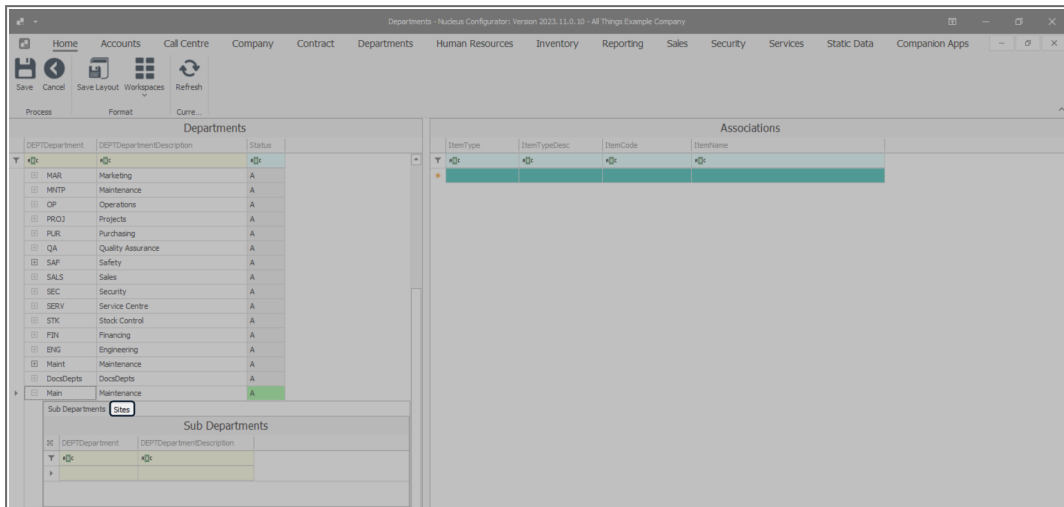 Departments - Nucleus Configurator: Version 2023.11.0.10 - All Things Example Company
Home Accounts Call Centre Company Contract Departments Human Resources Inventory Reporting Sales Security Services Static Data Companion Apps
Save Cancel Save Layout Workspaces Refresh
Process Format Curre...
Departments
DEPTDepartment DEPTDepartmentDescription Status
MAR Marketing A
MNTP Maintenance A
OP Operations A
PROJ Projects A
PUR Purchasing A
QA Quality Assurance A
SAF Safety A
SALS Sales A
SEC Security A
SERV Service Centre A
STK Stock Control A
FIN Financing A
ENG Engineering A
Maint Maintenance A
DocsDepts DocsDepts A
Main Maintenance A
Sub Departments Sites
Sub Departments
DEPTDepartment DEPTDepartmentDescription
Associations
ItemType ItemTypeDesc ItemCode ItemName